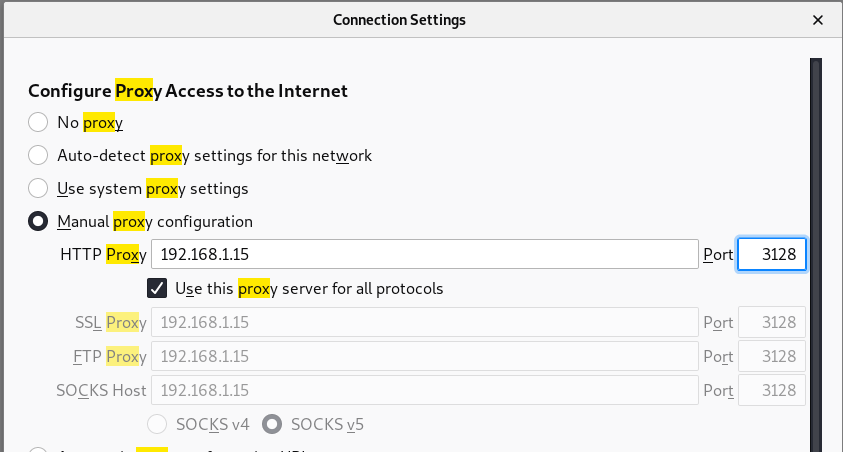 Connection Settings
Configure Proxy Access to the Internet
No proxy
Auto-detect proxy settings for this network
Use system proxy settings
Manual proxy configuration
HTTP Proxy 192.168.1.15 Port 3128
Use this proxy server for all protocols
SSL Proxy 192.168.1.15 Port 3128
FTP Proxy 192.168.1.15 Port 3128
SOCKS Host 192.168.1.15 Port 3128
SOCKS v4 SOCKS v5